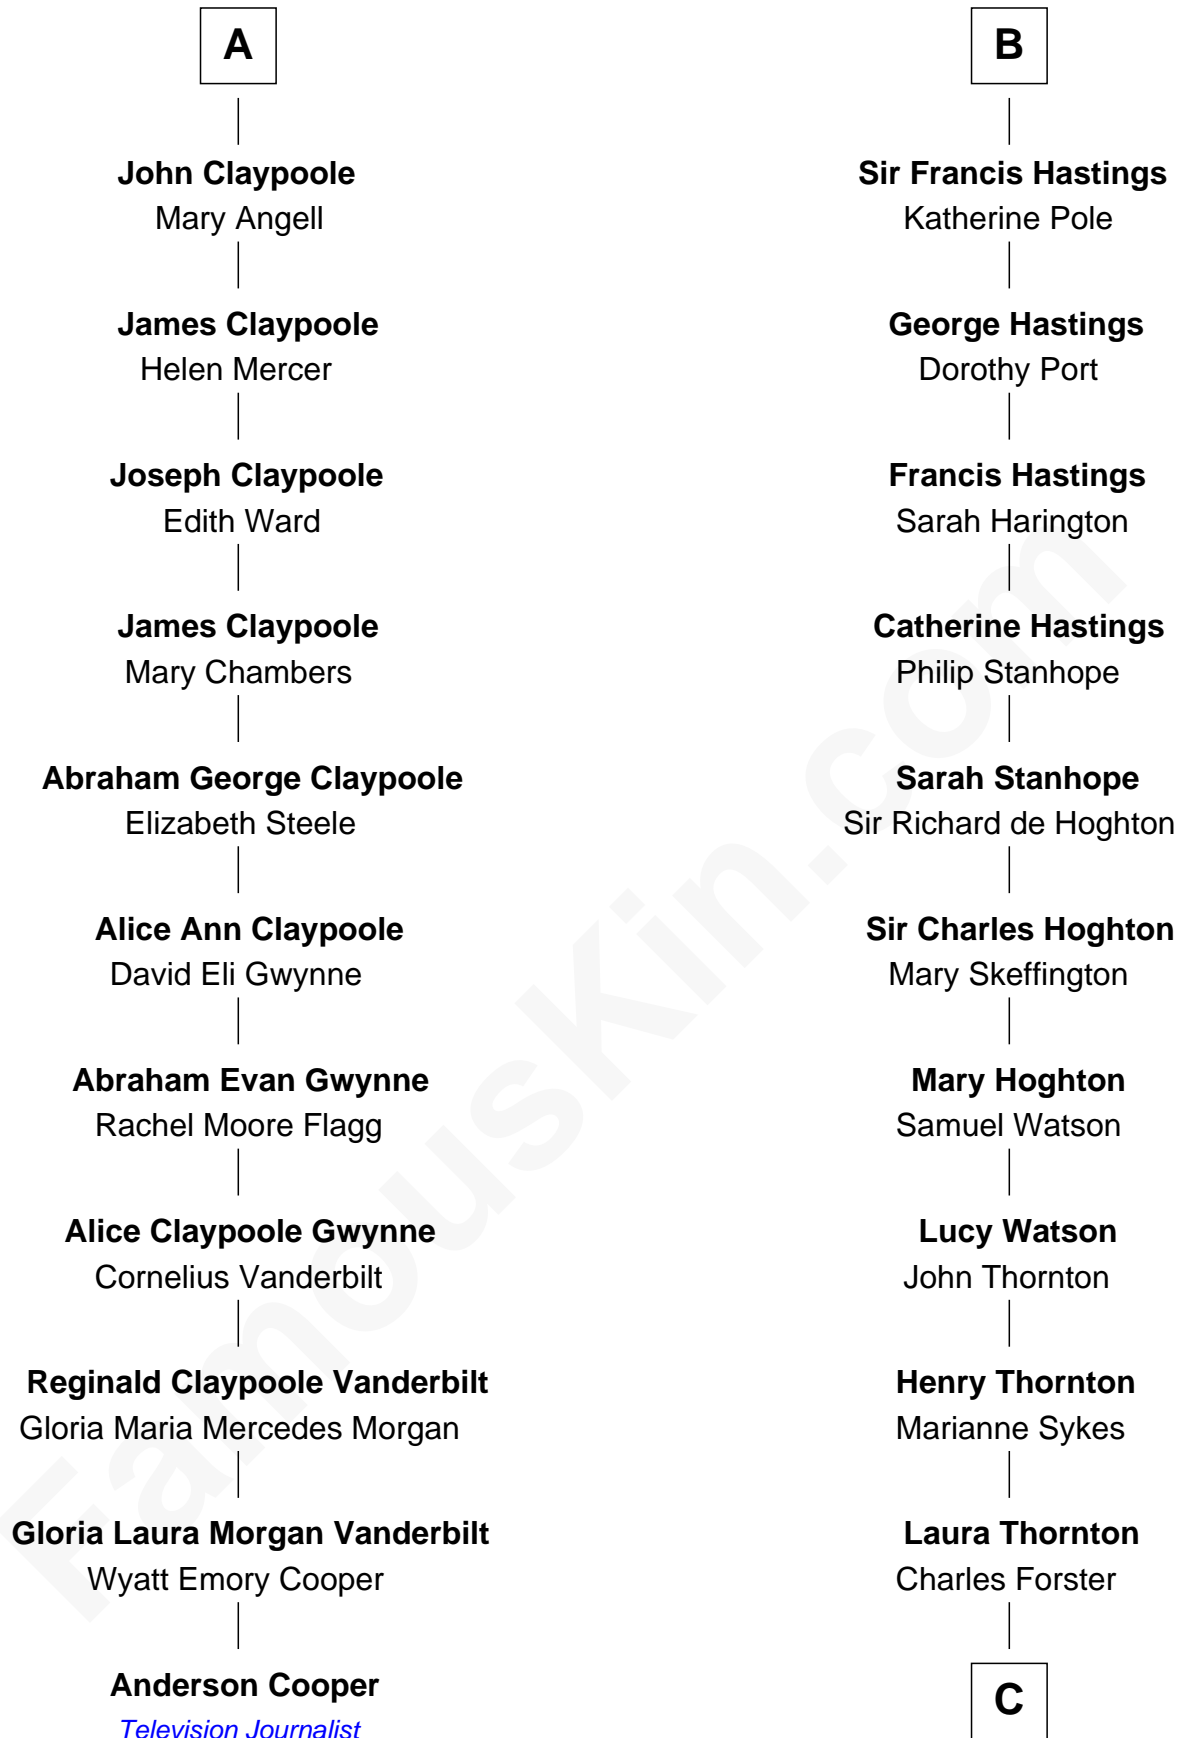 A
John Claypoole
Mary Angell
James Claypoole
Helen Mercer
Joseph Claypoole
Edith Ward
James Claypoole
Mary Chambers
Abraham George Claypoole
Elizabeth Steele
Alice Ann Claypoole
David Eli Gwynne
Abraham Evan Gwynne
Rachel Moore Flagg
Alice Claypoole Gwynne
Cornelius Vanderbilt
Reginald Claypoole Vanderbilt
Gloria Maria Mercedes Morgan
Gloria Laura Morgan Vanderbilt
Wyatt Emory Cooper
Anderson Cooper
Television Journalist
B
Sir Francis Hastings
Katherine Pole
George Hastings
Dorothy Port
Francis Hastings
Sarah Harington
Catherine Hastings
Philip Stanhope
Sarah Stanhope
Sir Richard de Hoghton
Sir Charles Hoghton
Mary Skeffington
Mary Hoghton
Samuel Watson
Lucy Watson
John Thornton
Henry Thornton
Marianne Sykes
Laura Thornton
Charles Forster
C
FamousKin.com